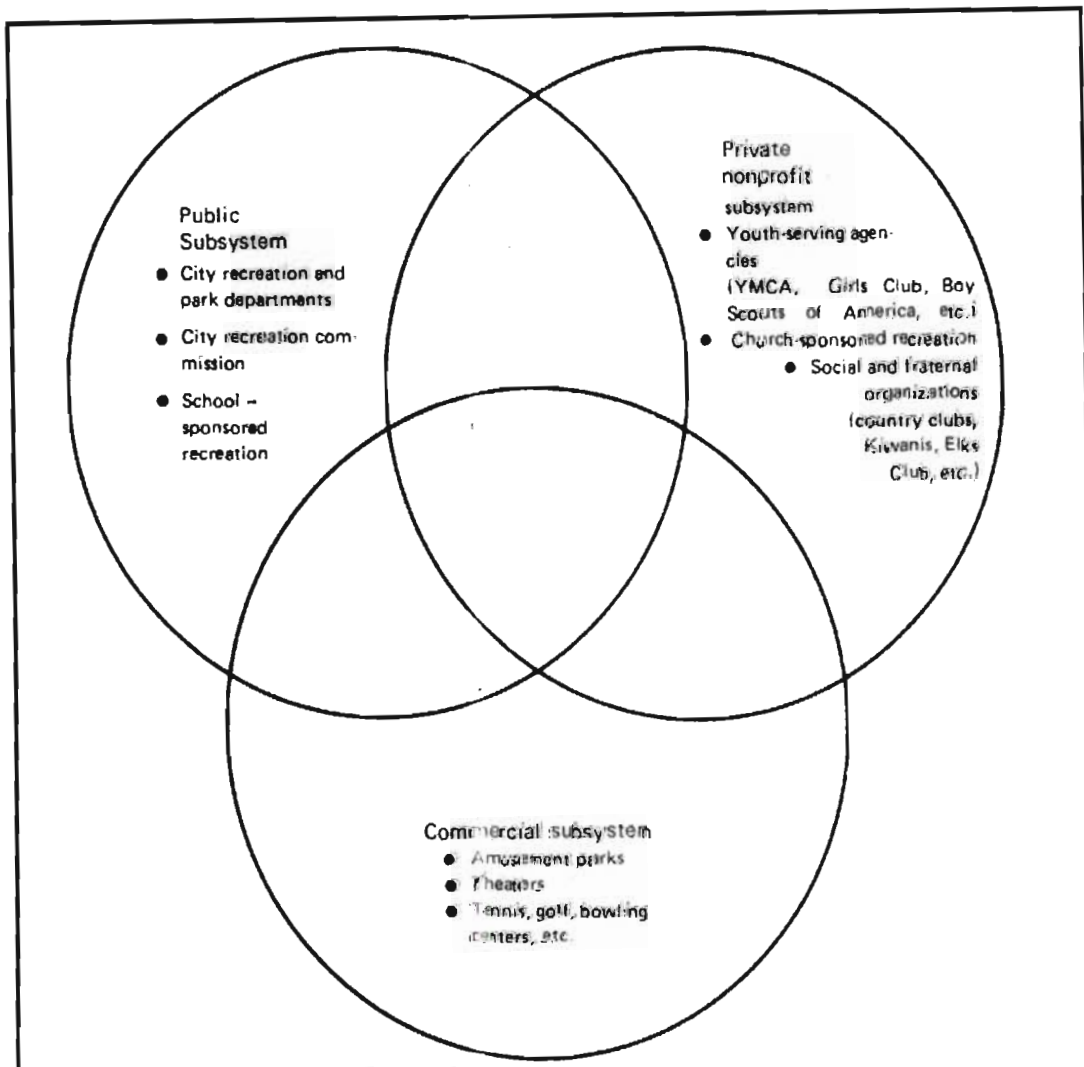 Public
Subsystem
● City recreation and
park departments
● City recreation com-
mission
● School –
sponsored
recreation
Private
nonprofit
subsystem
● Youth-serving agen-
cies
(YMCA, Girls Club, Boy
Scouts of America, etc.)
● Church-sponsored recreation
● Social and fraternal
organizations
(country clubs,
Kiwanis, Elks
Club, etc.)
Commercial subsystem
● Amusement parks
● Theaters
● Tennis, golf, bowling
centers, etc.